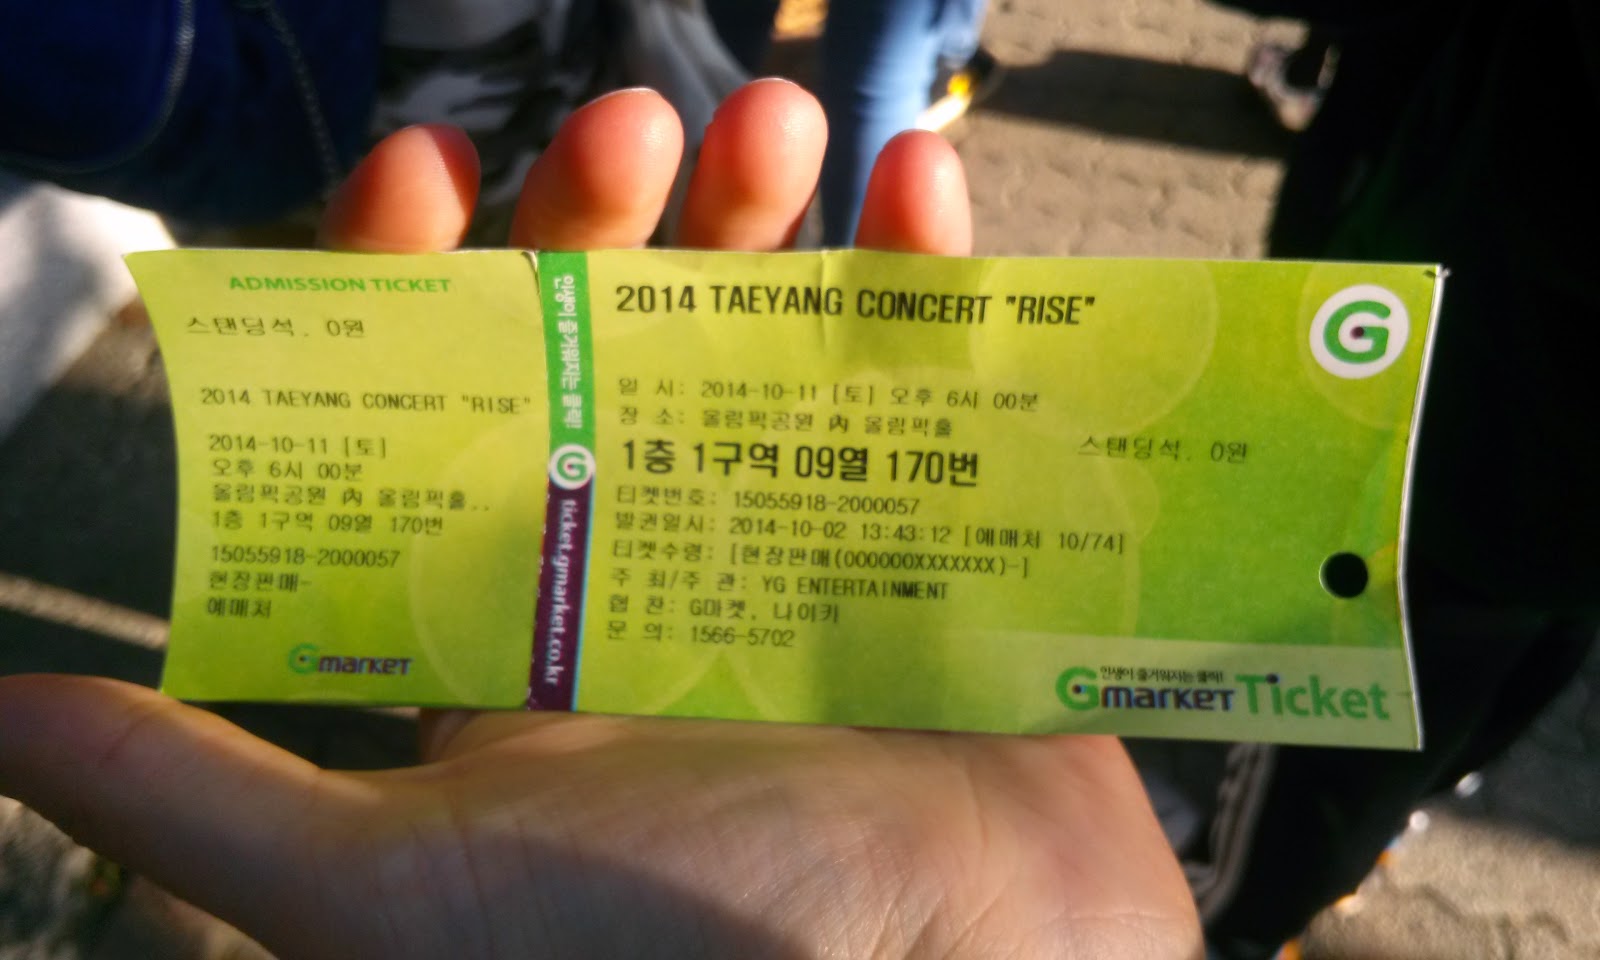 ADMISSION TICKET
스탠딩석. 0원
2014 TAEYANG CONCERT "RISE"
2014-10-11 [토]
오후 6시 00분
올림픽공원 內 올림픽홀..
1층 1구역 09열 170번
15055918-2000057
현장판매-
예매처
Gmarket
인생이 즐거워지는 클릭!
G
ticket.gmarket.co.kr
2014 TAEYANG CONCERT "RISE"
G
일 시: 2014-10-11 [토] 오후 6시 00분
장 소: 올림픽공원 內 올림픽홀
스탠딩석. 0원
1층 1구역 09열 170번
티켓번호: 15055918-2000057
발권일시: 2014-10-02 13:43:12 [예매처 10/74]
티켓수령: [현장판매(000000XXXXXXX)-]
주 최/주 관: YG ENTERTAINMENT
협 찬: G마켓, 나이키
문 의: 1566-5702
인생이 즐거워지는 클릭!
Gmarket Ticket